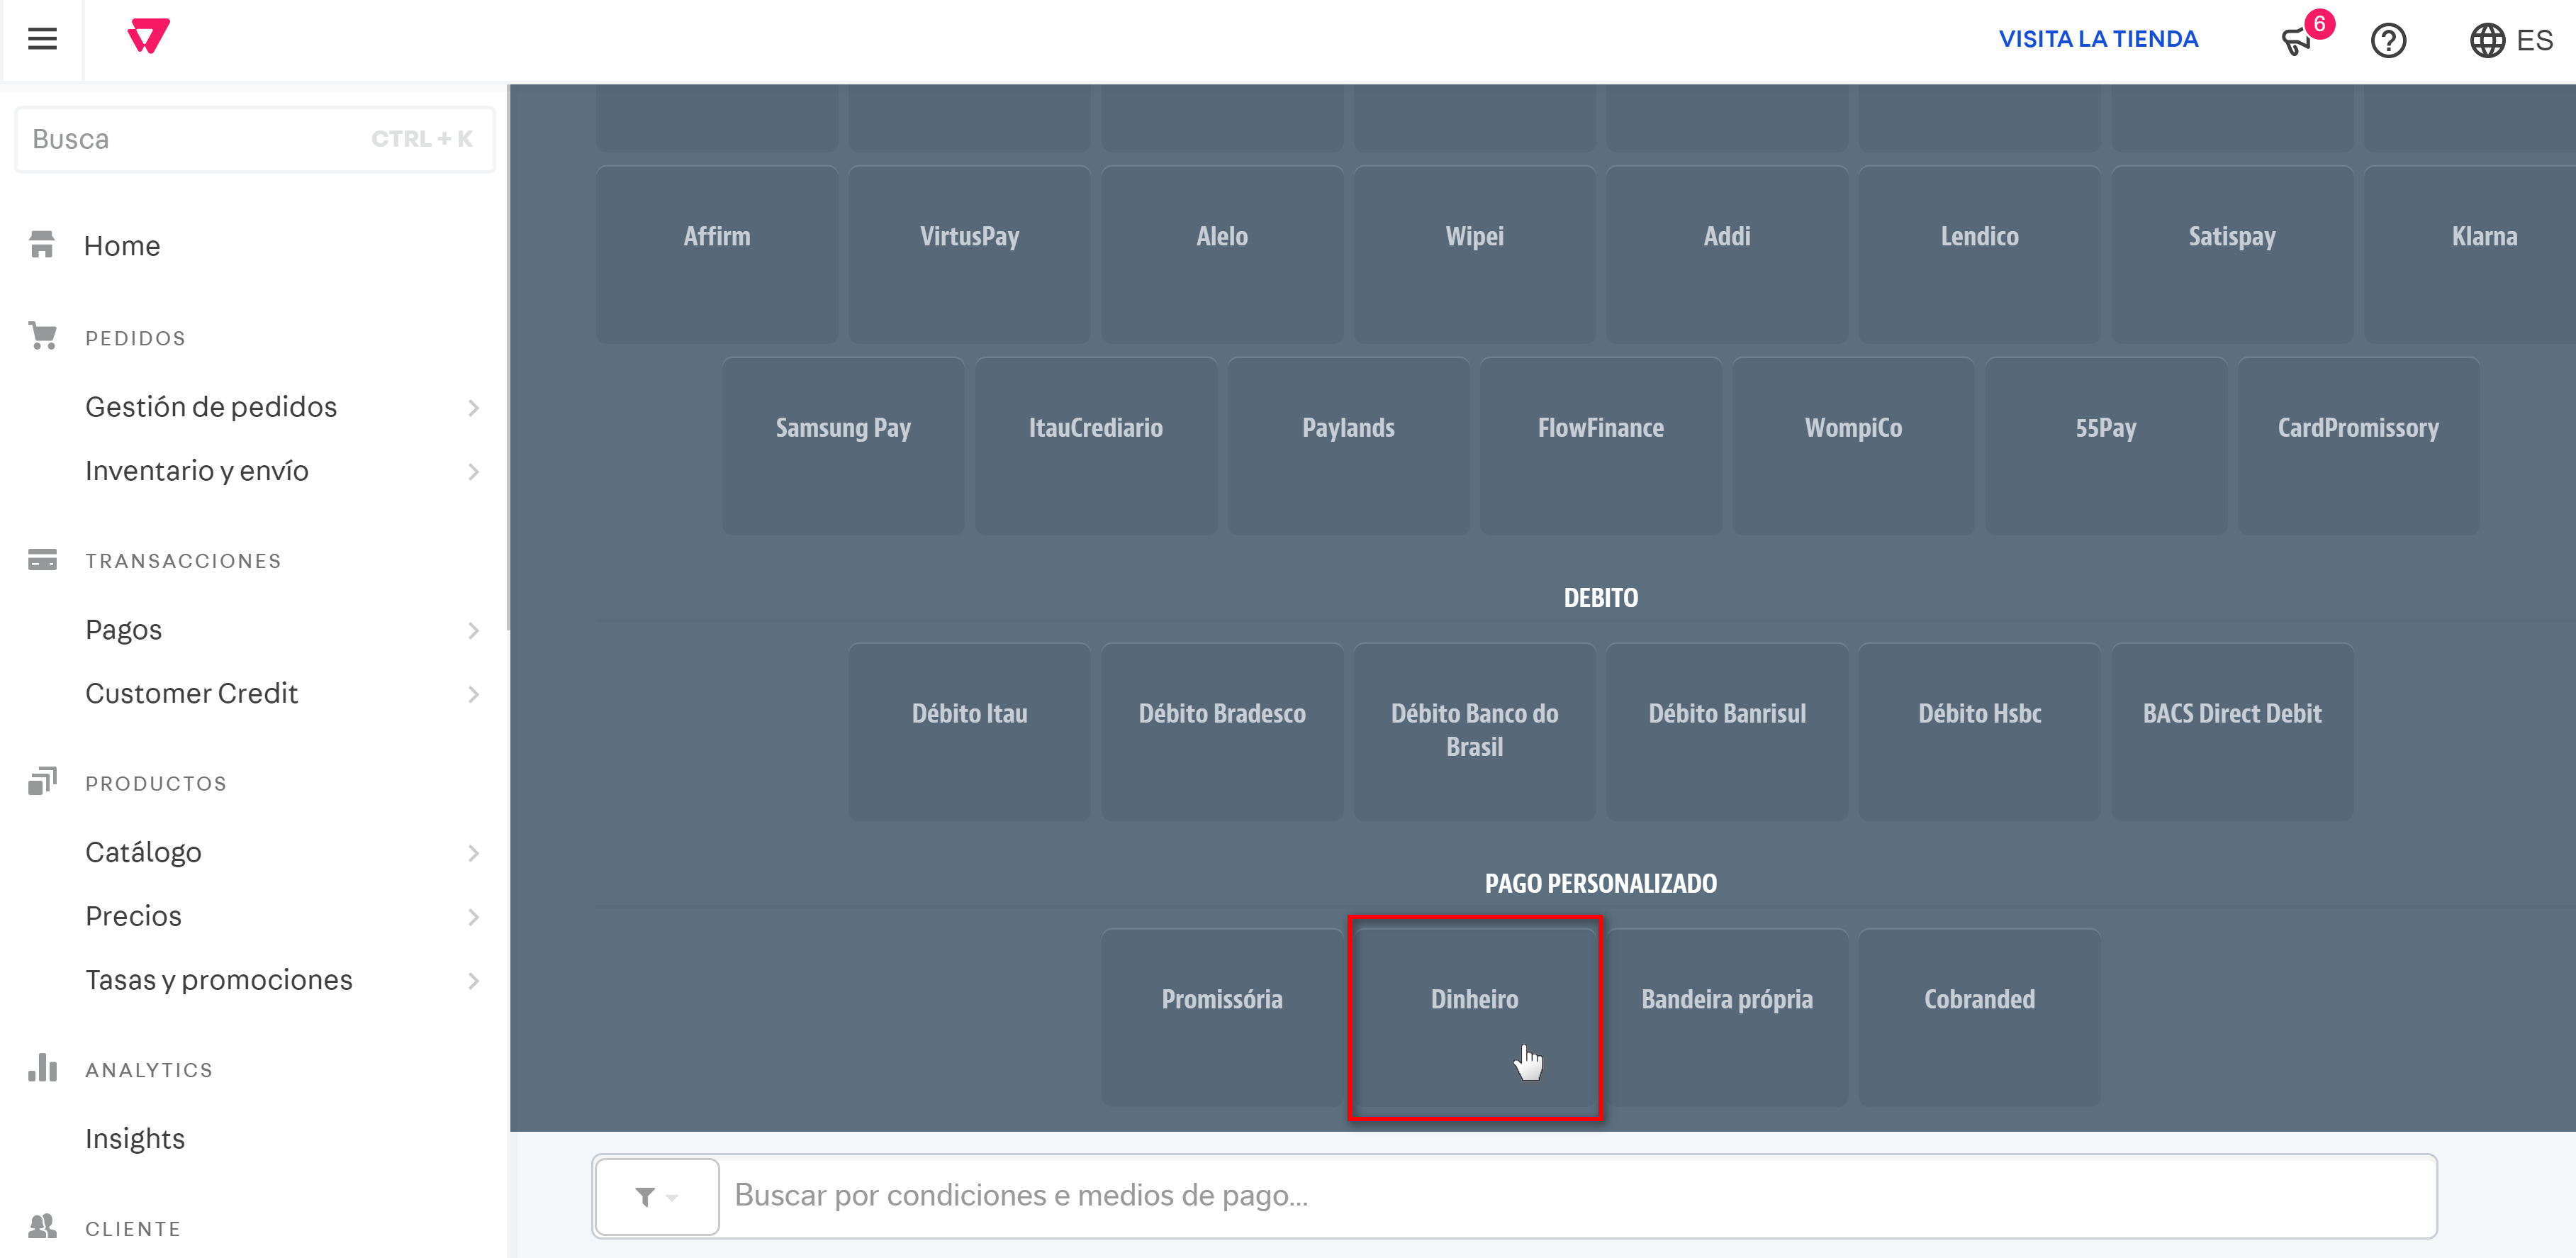 VISITA LA TIENDA
6
ES
Busca
CTRL + K
Home
PEDIDOS
Gestión de pedidos
Inventario y envío
TRANSACCIONES
Pagos
Customer Credit
PRODUCTOS
Catálogo
Precios
Tasas y promociones
ANALYTICS
Insights
CLIENTE
Affirm
VirtusPay
Alelo
Wipei
Addi
Lendico
Satispay
Klarna
Samsung Pay
ItauCrediario
Paylands
FlowFinance
WompiCo
55Pay
CardPromissory
DEBITO
Débito Itau
Débito Bradesco
Débito Banco do
Brasil
Débito Banrisul
Débito Hsbc
BACS Direct Debit
PAGO PERSONALIZADO
Promissória
Dinheiro
Bandeira própria
Cobranded
Buscar por condiciones e medios de pago...